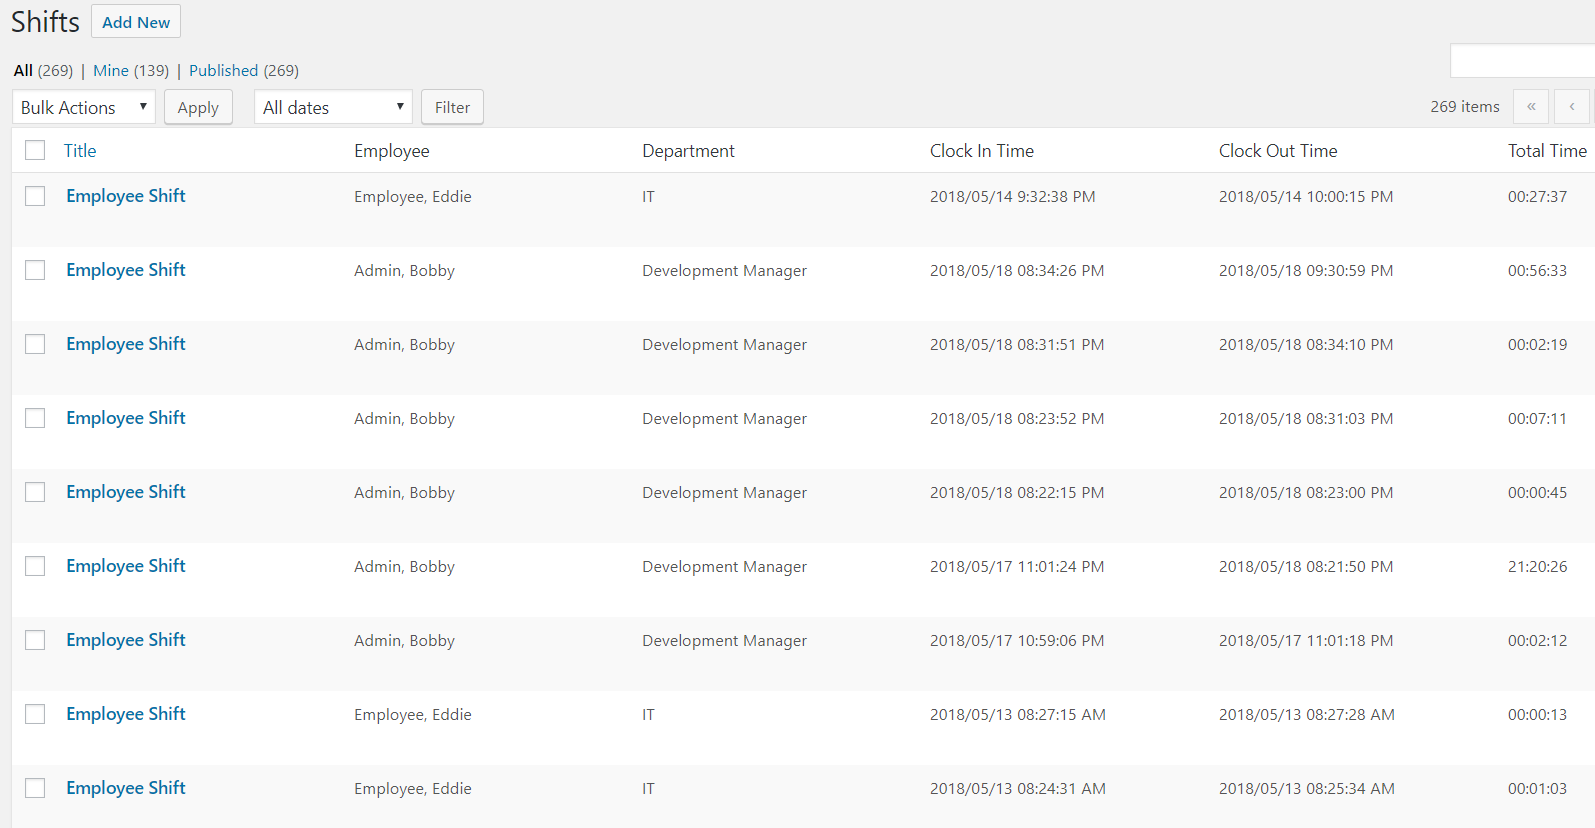 Shifts Add New
All (269) | Mine (139) | Published (269)
Bulk Actions Apply All dates Filter 269 items « ‹
Title Employee Department Clock In Time Clock Out Time Total Time
Employee Shift Employee, Eddie IT 2018/05/14 9:32:38 PM 2018/05/14 10:00:15 PM 00:27:37
Employee Shift Admin, Bobby Development Manager 2018/05/18 08:34:26 PM 2018/05/18 09:30:59 PM 00:56:33
Employee Shift Admin, Bobby Development Manager 2018/05/18 08:31:51 PM 2018/05/18 08:34:10 PM 00:02:19
Employee Shift Admin, Bobby Development Manager 2018/05/18 08:23:52 PM 2018/05/18 08:31:03 PM 00:07:11
Employee Shift Admin, Bobby Development Manager 2018/05/18 08:22:15 PM 2018/05/18 08:23:00 PM 00:00:45
Employee Shift Admin, Bobby Development Manager 2018/05/17 11:01:24 PM 2018/05/18 08:21:50 PM 21:20:26
Employee Shift Admin, Bobby Development Manager 2018/05/17 10:59:06 PM 2018/05/17 11:01:18 PM 00:02:12
Employee Shift Employee, Eddie IT 2018/05/13 08:27:15 AM 2018/05/13 08:27:28 AM 00:00:13
Employee Shift Employee, Eddie IT 2018/05/13 08:24:31 AM 2018/05/13 08:25:34 AM 00:01:03